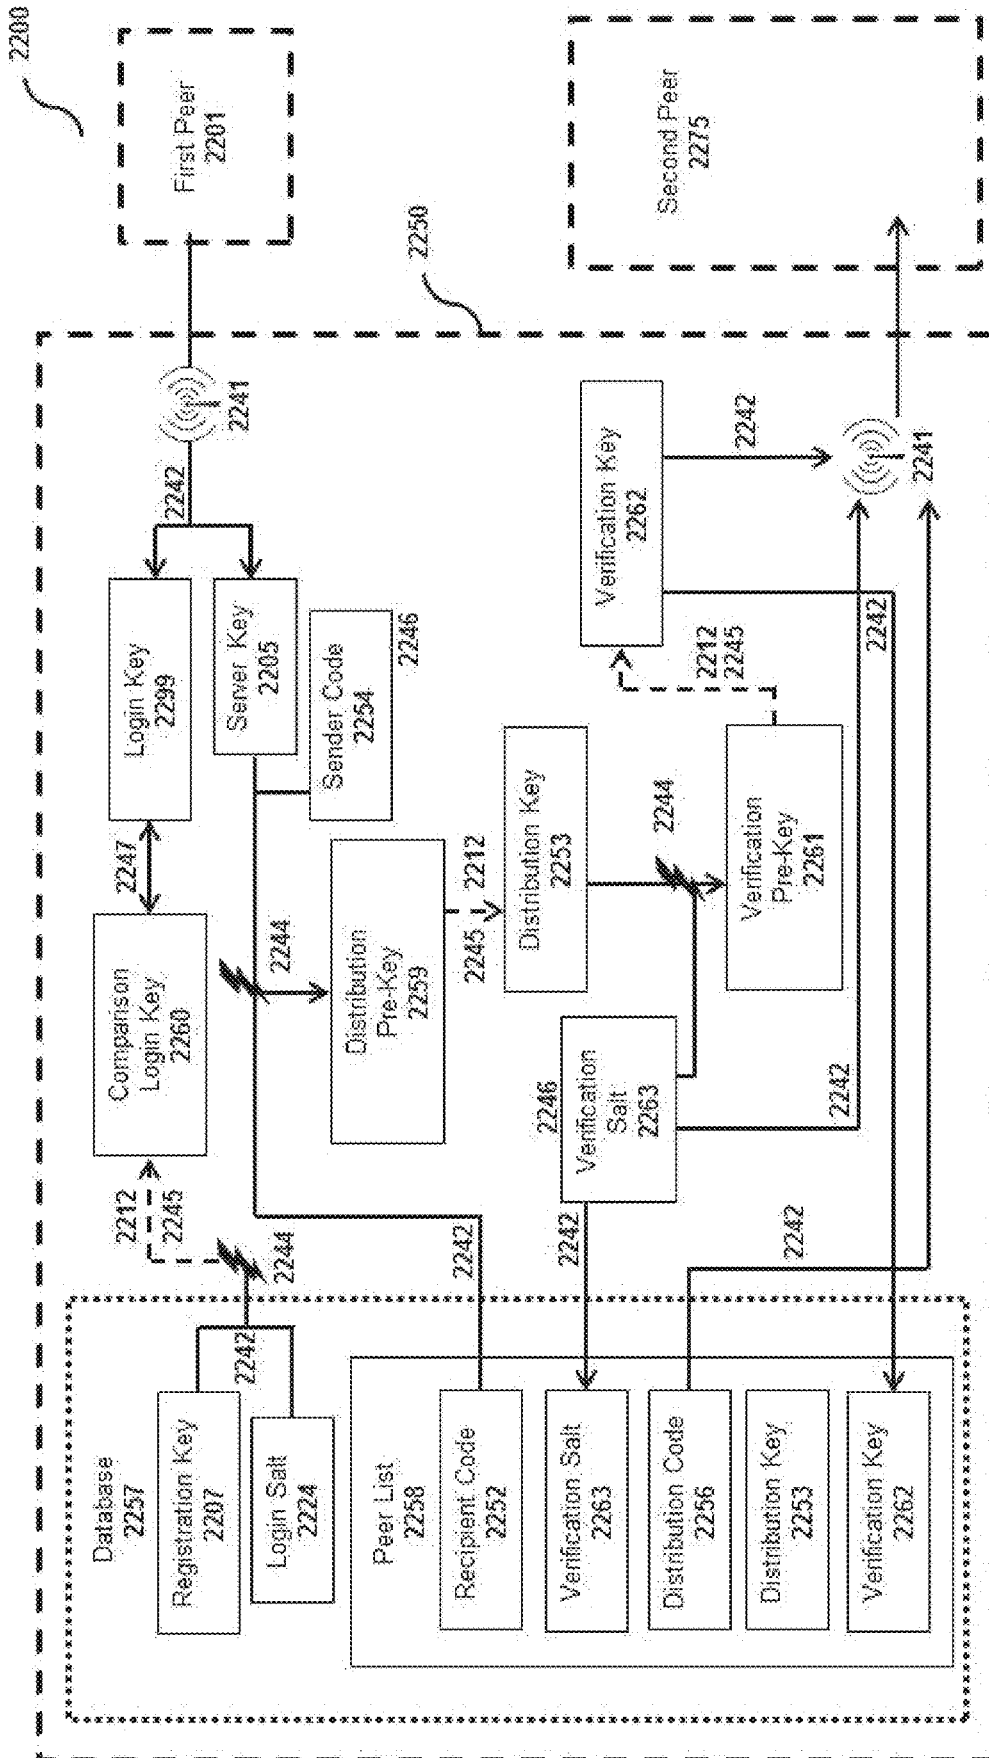 2200
First Peer
2201
2250
Second Peer
2275
Database
2257
Registration Key
2207
Login Salt
2224
2242
2244
2212
2245
Comparison
Login Key
2260
2247
Login Key
2299
2242
2241
Server Key
2205
Sender Code
2254
2246
2244
Distribution
Pre-Key
2259
2212
2245
Distribution Key
2253
2244
Verification
Pre-Key
2261
2212
2245
Verification Key
2262
2242
2241
2242
2246
Verification
Salt
2263
2242
2242
2242
2242
Peer List
2258
Recipient Code
2252
Verification Salt
2263
Distribution Code
2256
Distribution Key
2253
Verification Key
2262